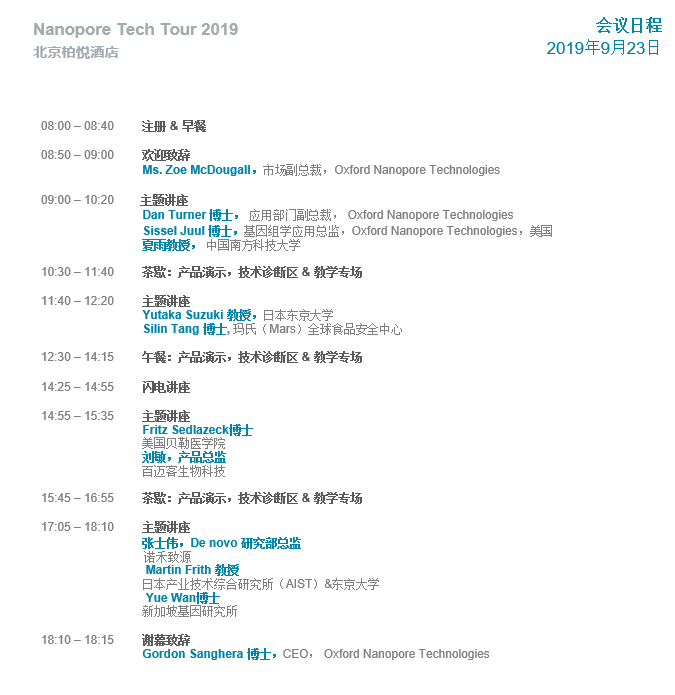 Nanopore Tech Tour 2019
北京柏悦酒店
会议日程
2019年9月23日
08:00 – 08:40 注册 & 早餐
08:50 – 09:00 欢迎致辞
Ms. Zoe McDougall，市场副总裁，Oxford Nanopore Technologies
09:00 – 10:20 主题讲座
Dan Turner 博士， 应用部门副总裁， Oxford Nanopore Technologies
Sissel Juul 博士，基因组学应用总监，Oxford Nanopore Technologies，美国
夏雨教授， 中国南方科技大学
10:30 – 11:40 茶歇：产品演示，技术诊断区 & 教学专场
11:40 – 12:20 主题讲座
Yutaka Suzuki 教授，日本东京大学
Silin Tang 博士, 玛氏（Mars）全球食品安全中心
12:30 – 14:15 午餐：产品演示，技术诊断区 & 教学专场
14:25 – 14:55 闪电讲座
14:55 – 15:35 主题讲座
Fritz Sedlazeck博士
美国贝勒医学院
刘敏，产品总监
百迈客生物科技
15:45 – 16:55 茶歇：产品演示，技术诊断区 & 教学专场
17:05 – 18:10 主题讲座
张士伟，De novo 研究部总监
诺禾致源
Martin Frith 教授
日本产业技术综合研究所（AIST）&东京大学
Yue Wan博士
新加坡基因研究所
18:10 – 18:15 谢幕致辞
Gordon Sanghera 博士，CEO， Oxford Nanopore Technologies